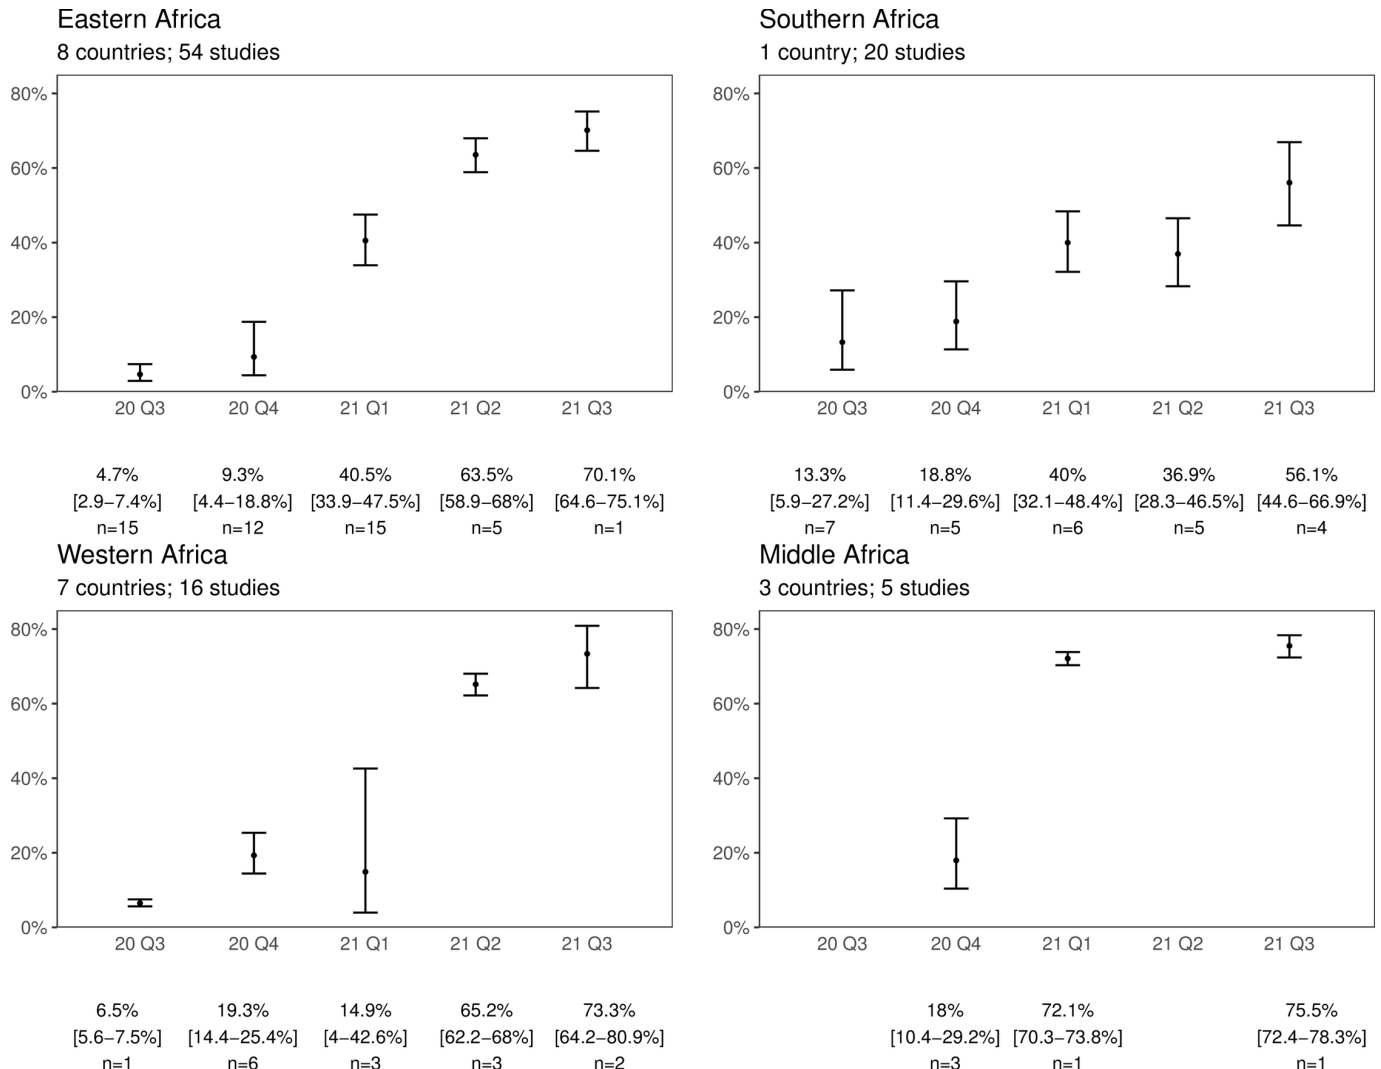 Eastern Africa
8 countries; 54 studies
80%
60%
40%
20%
0%
20 Q3 20 Q4 21 Q1 21 Q2 21 Q3
4.7% 9.3% 40.5% 63.5% 70.1%
[2.9–7.4%] [4.4–18.8%] [33.9–47.5%] [58.9–68%] [64.6–75.1%]
n=15 n=12 n=15 n=5 n=1
Southern Africa
1 country; 20 studies
80%
60%
40%
20%
0%
20 Q3 20 Q4 21 Q1 21 Q2 21 Q3
13.3% 18.8% 40% 36.9% 56.1%
[5.9–27.2%] [11.4–29.6%] [32.1–48.4%] [28.3–46.5%] [44.6–66.9%]
n=7 n=5 n=6 n=5 n=4
Western Africa
7 countries; 16 studies
80%
60%
40%
20%
0%
20 Q3 20 Q4 21 Q1 21 Q2 21 Q3
6.5% 19.3% 14.9% 65.2% 73.3%
[5.6–7.5%] [14.4–25.4%] [4–42.6%] [62.2–68%] [64.2–80.9%]
n=1 n=6 n=3 n=3 n=2
Middle Africa
3 countries; 5 studies
80%
60%
40%
20%
0%
20 Q3 20 Q4 21 Q1 21 Q2 21 Q3
18% 72.1% 75.5%
[10.4–29.2%] [70.3–73.8%] [72.4–78.3%]
n=3 n=1 n=1